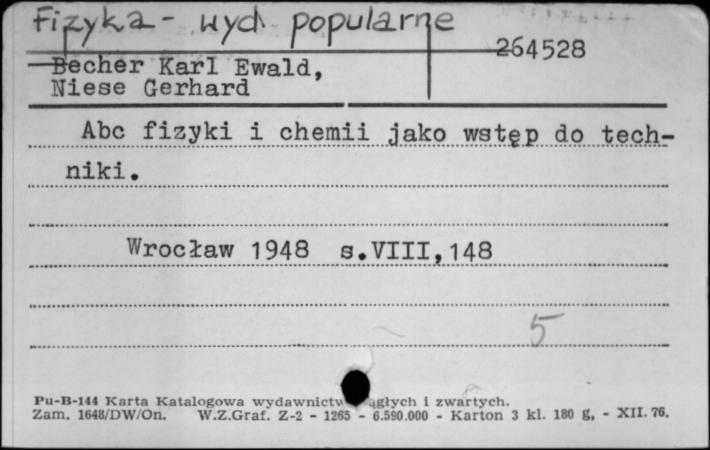 Fizyka - wyd popularne
264528
Becher Karl Ewald,
Niese Gerhard
Abc fizyki i chemii jako wstęp do tech-
niki.
Wrocław 1948 s.VIII,148
5
Pu-B-144 Karta Katalogowa wydawnictw ągłych i zwartych.
Zam. 1648/DW/On. W.Z.Graf. Z-2 - 1265 - 6.590.000 - Karton 3 kl. 180 g, - XII. 76.